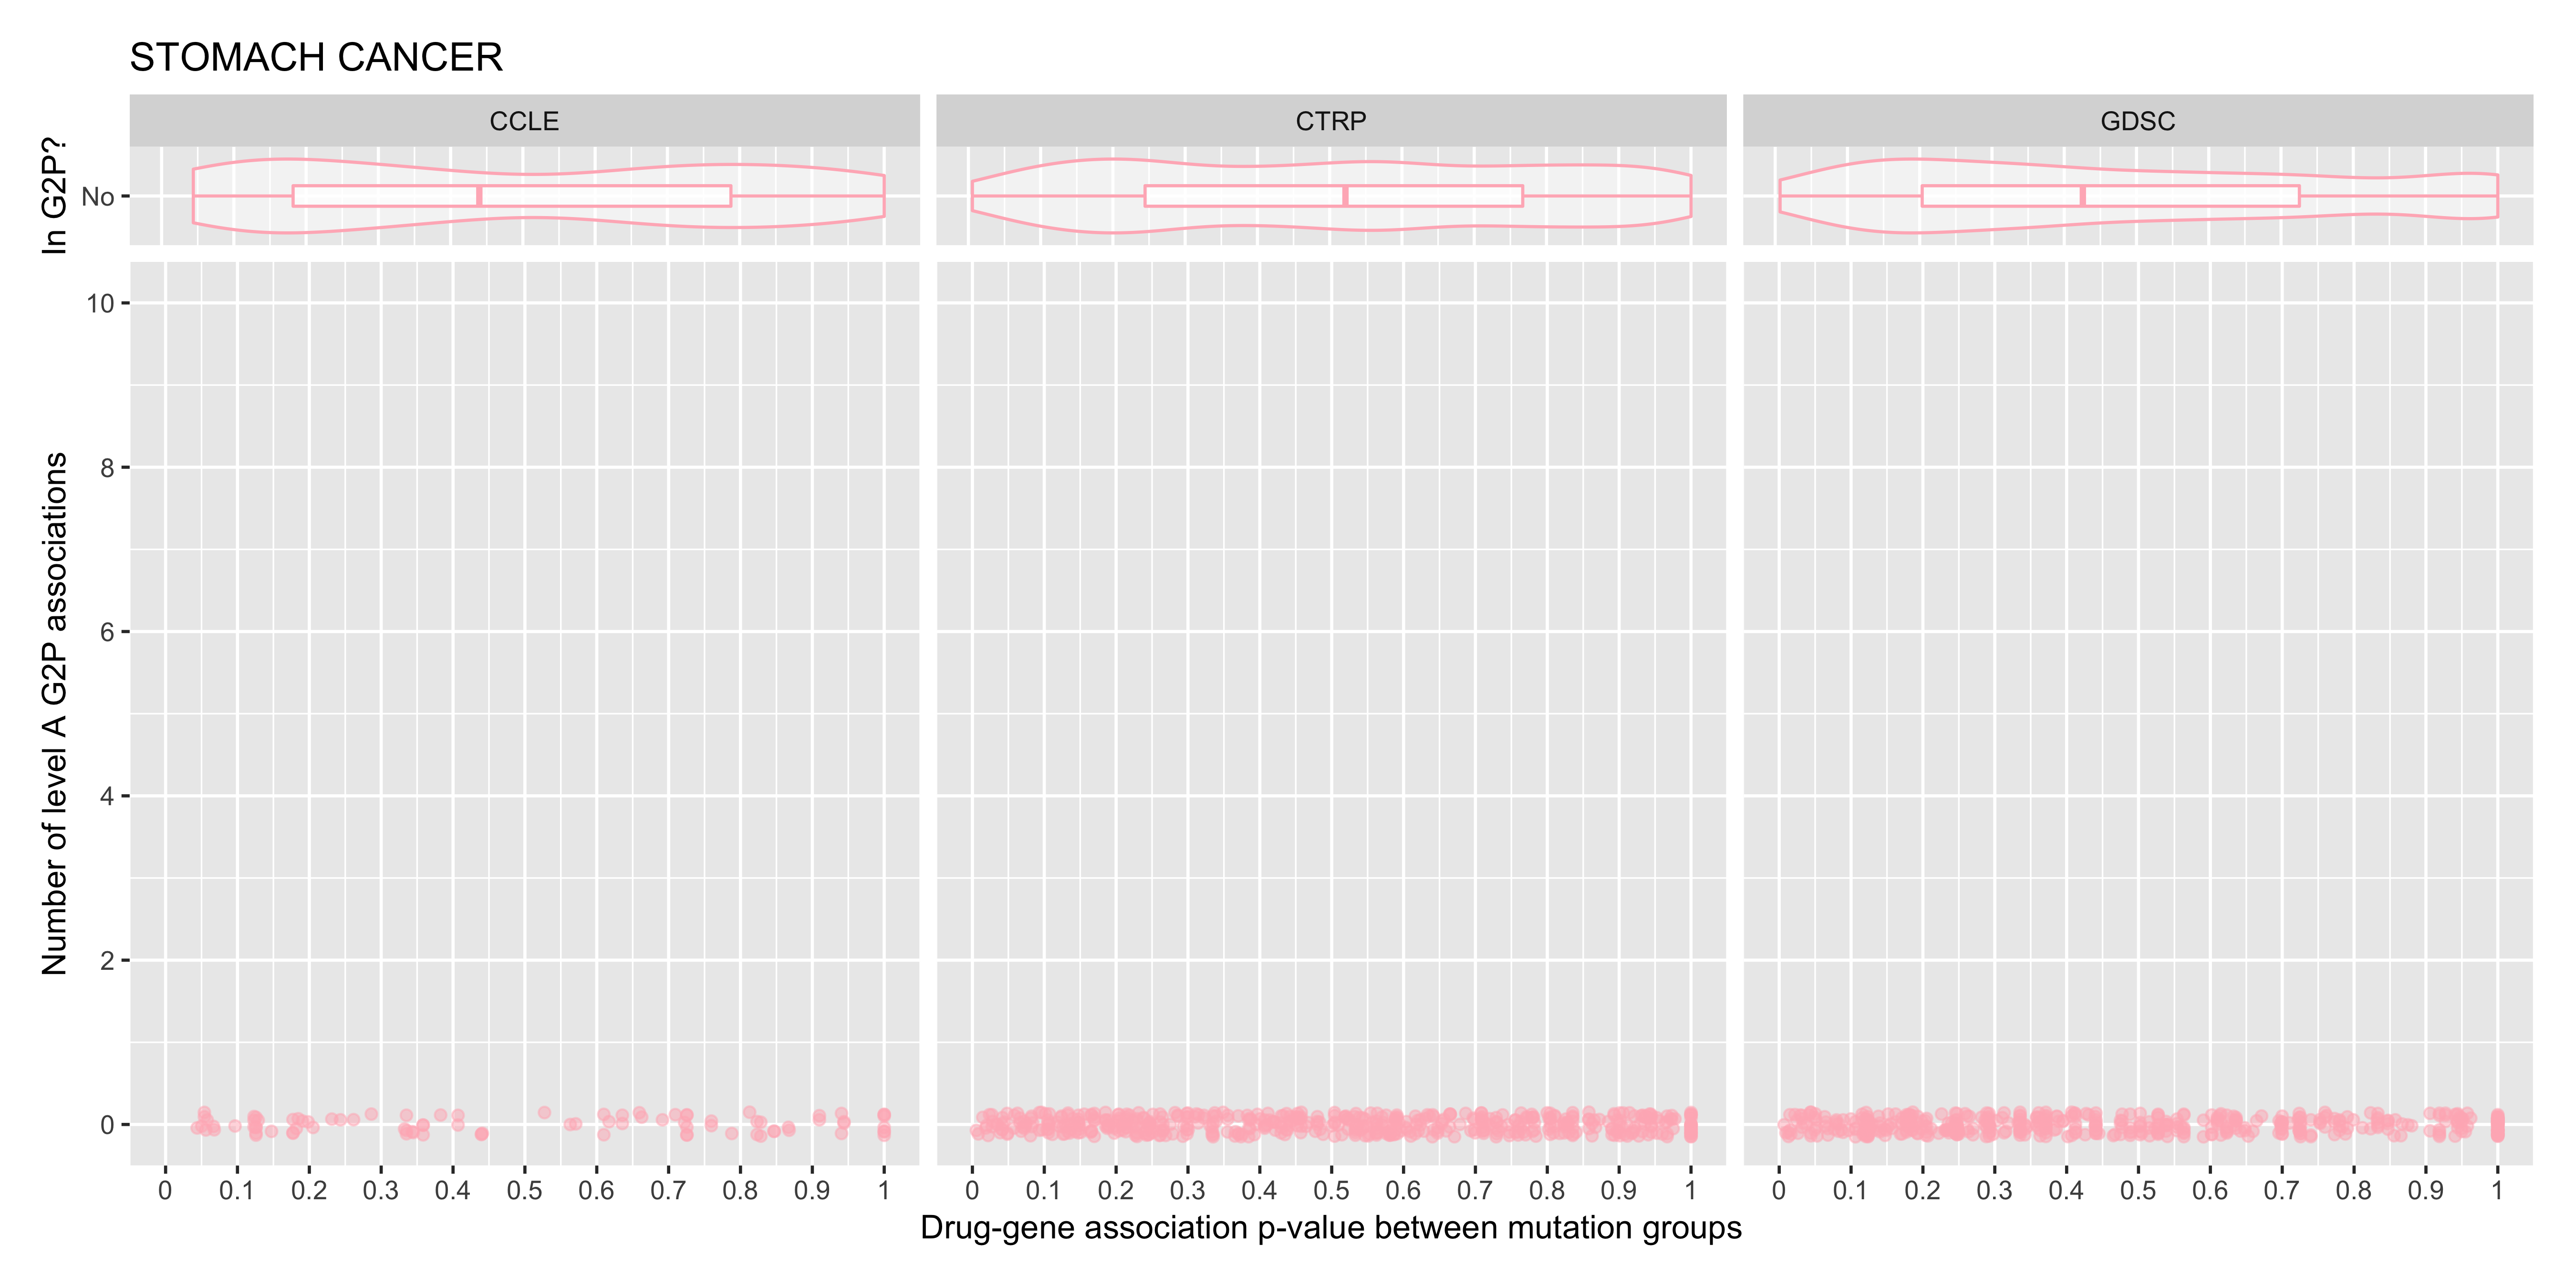 STOMACH CANCER
CCLE CTRP GDSC
In G2P?
No
Number of level A G2P associations
10
8
6
4
2
0
0 0.1 0.2 0.3 0.4 0.5 0.6 0.7 0.8 0.9 1 0 0.1 0.2 0.3 0.4 0.5 0.6 0.7 0.8 0.9 1 0 0.1 0.2 0.3 0.4 0.5 0.6 0.7 0.8 0.9 1
Drug-gene association p-value between mutation groups